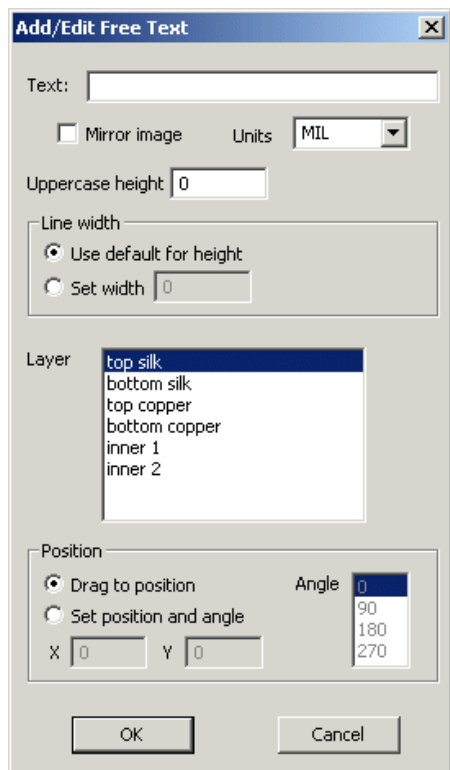 Add/Edit Free Text
Text:
Mirror image Units MIL
Uppercase height 0
Line width
Use default for height
Set width 0
Layer
top silk
bottom silk
top copper
bottom copper
inner 1
inner 2
Position
Drag to position
Set position and angle
X 0 Y 0
Angle
0
90
180
270
OK Cancel